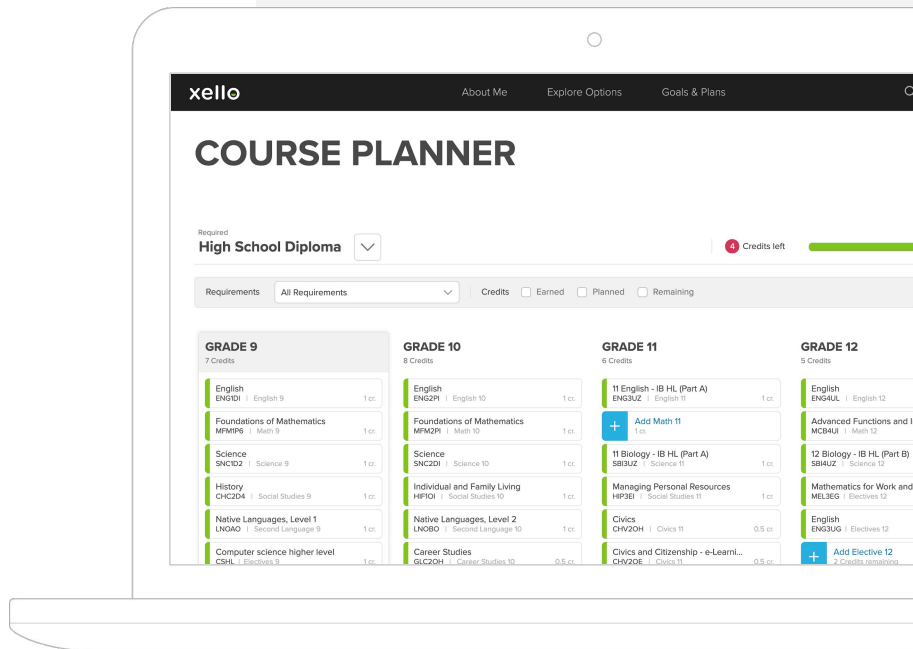 xello
About Me
Explore Options
Goals & Plans
COURSE PLANNER
Required
High School Diploma
4 Credits left
Requirements
All Requirements
Credits
Earned
Planned
Remaining
GRADE 9
7 Credits
English
ENG1DI | English 9 1 cr.
Foundations of Mathematics
MFM1P6 | Math 9 1 cr.
Science
SNC1D2 | Science 9 1 cr.
History
CHC2D4 | Social Studies 9 1 cr.
Native Languages, Level 1
LNOAO | Second Language 9 1 cr.
Computer science higher level
CSHL | Electives 9 1 cr.
GRADE 10
8 Credits
English
ENG2PI | English 10 1 cr.
Foundations of Mathematics
MFM2PI | Math 10 1 cr.
Science
SNC2DI | Science 10 1 cr.
Individual and Family Living
HIF1OI | Social Studies 10 1 cr.
Native Languages, Level 2
LNOBO | Second Language 10 1 cr.
Career Studies
GLC2OH | Career Studies 10 0.5 cr.
GRADE 11
6 Credits
11 English - IB HL (Part A)
ENG3UZ | English 11 1 cr.
+ Add Math 11
1 cr.
11 Biology - IB HL (Part A)
SBI3UZ | Science 11 1 cr.
Managing Personal Resources
HIP3EI | Social Studies 11 1 cr.
Civics
CHV2OH | Civics 11 0.5 cr.
Civics and Citizenship - e-Learni...
CHV2OE | Civics 11 0.5 cr.
GRADE 12
5 Credits
English
ENG4UL | English 12
Advanced Functions and I
MCB4UI | Math 12
12 Biology - IB HL (Part B)
SBI4UZ | Science 12
Mathematics for Work and
MEL3EG | Electives 12
English
ENG3UG | Electives 12
+ Add Elective 12
2 Credits remaining